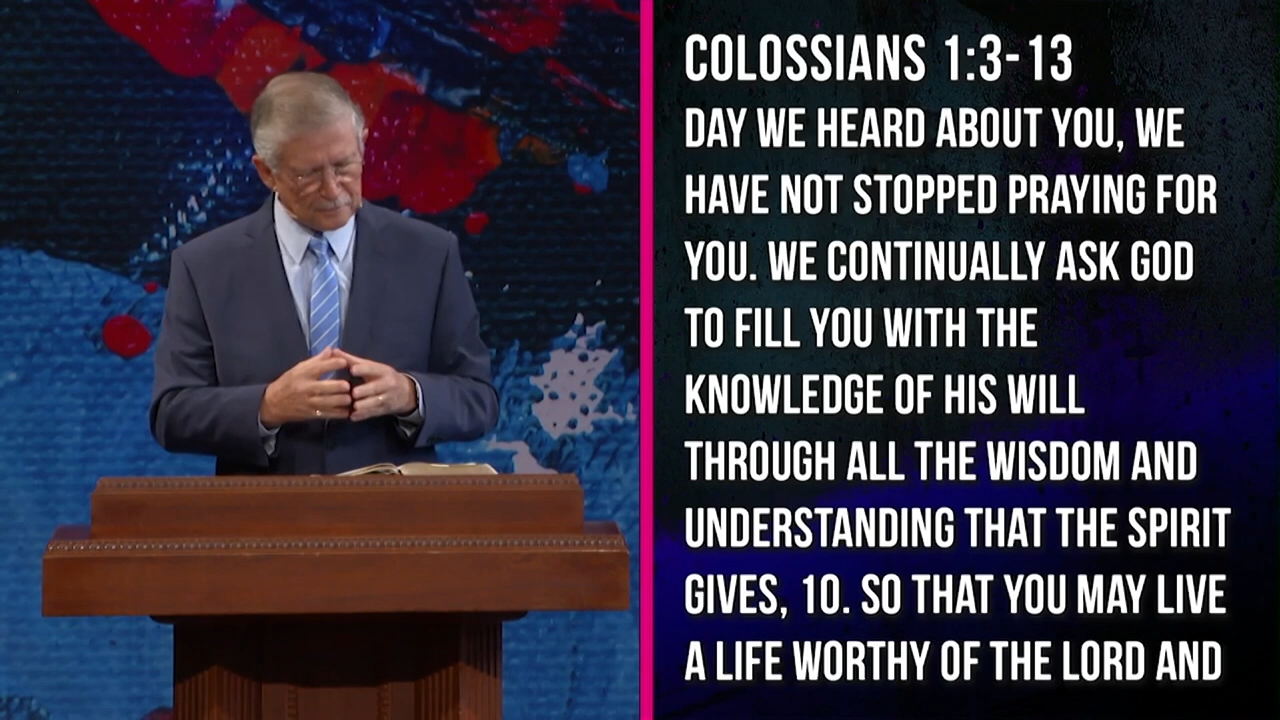 COLOSSIANS 1:3-13
DAY WE HEARD ABOUT YOU, WE
HAVE NOT STOPPED PRAYING FOR
YOU. WE CONTINUALLY ASK GOD
TO FILL YOU WITH THE
KNOWLEDGE OF HIS WILL
THROUGH ALL THE WISDOM AND
UNDERSTANDING THAT THE SPIRIT
GIVES, 10. SO THAT YOU MAY LIVE
A LIFE WORTHY OF THE LORD AND